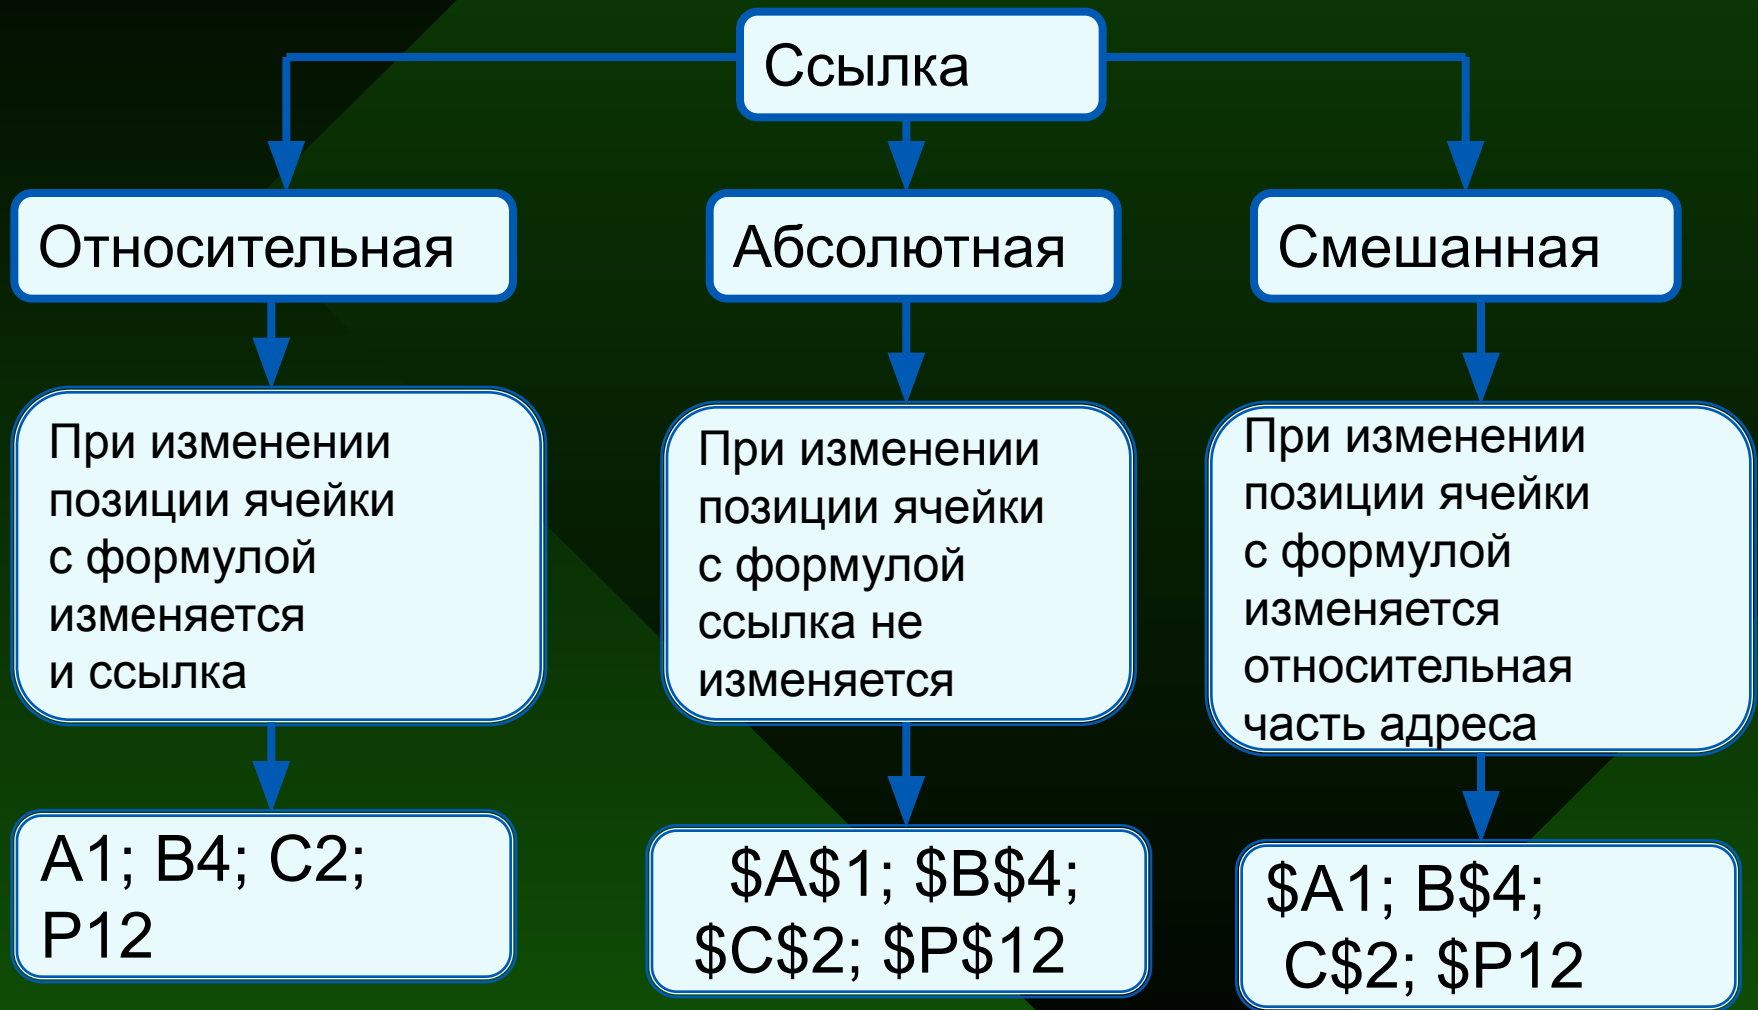 Ссылка
Относительная
Абсолютная
Смешанная
При изменении
позиции ячейки
с формулой
изменяется
и ссылка
При изменении
позиции ячейки
с формулой
ссылка не
изменяется
При изменении
позиции ячейки
с формулой
изменяется
относительная
часть адреса
A1; B4; C2;
P12
$A$1; $B$4;
$C$2; $P$12
$A1; B$4;
C$2; $P12